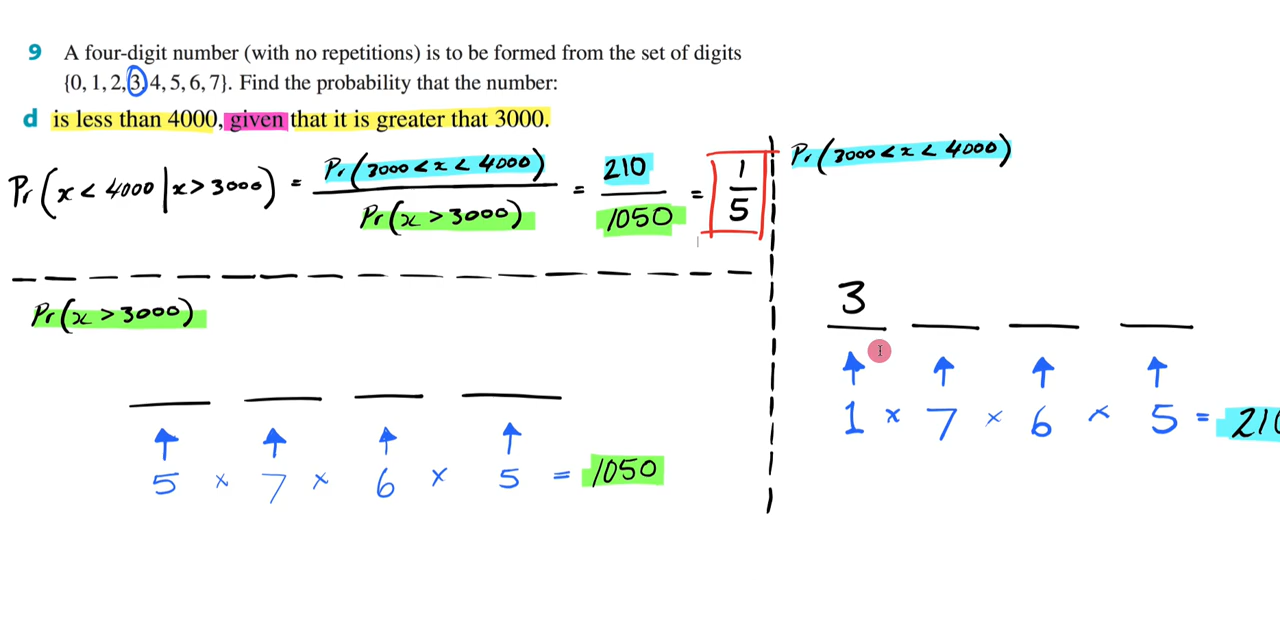 9 A four-digit number (with no repetitions) is to be formed from the set of digits
{0, 1, 2, 3, 4, 5, 6, 7}. Find the probability that the number:
d is less than 4000, given that it is greater that 3000.
Pr(x < 4000 | x > 3000) = Pr(3000 < x < 4000) / Pr(x > 3000) = 210 / 1050 = 1 / 5
Pr(x > 3000)
5 × 7 × 6 × 5 = 1050
Pr(3000 < x < 4000)
3
1 × 7 × 6 × 5 = 210